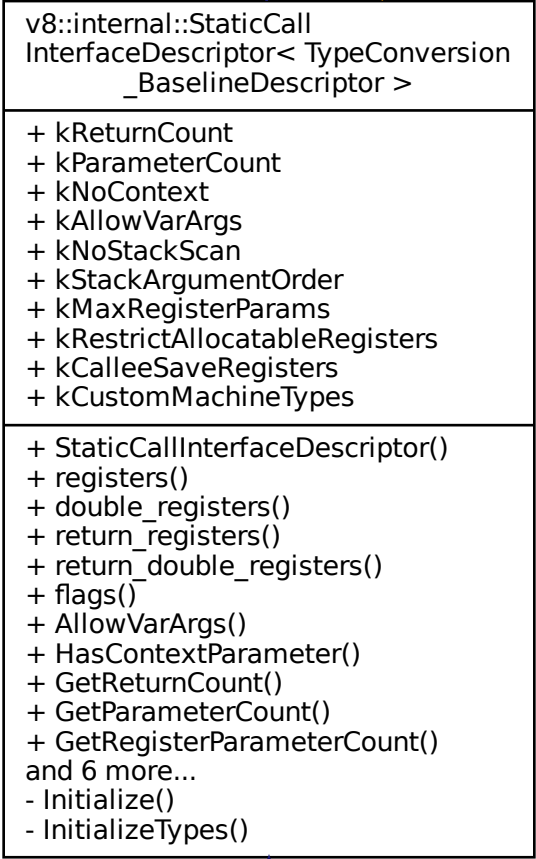 v8::internal::StaticCall
InterfaceDescriptor< TypeConversion
_BaselineDescriptor >
+ kReturnCount
+ kParameterCount
+ kNoContext
+ kAllowVarArgs
+ kNoStackScan
+ kStackArgumentOrder
+ kMaxRegisterParams
+ kRestrictAllocatableRegisters
+ kCalleeSaveRegisters
+ kCustomMachineTypes
+ StaticCallInterfaceDescriptor()
+ registers()
+ double_registers()
+ return_registers()
+ return_double_registers()
+ flags()
+ AllowVarArgs()
+ HasContextParameter()
+ GetReturnCount()
+ GetParameterCount()
+ GetRegisterParameterCount()
and 6 more...
- Initialize()
- InitializeTypes()